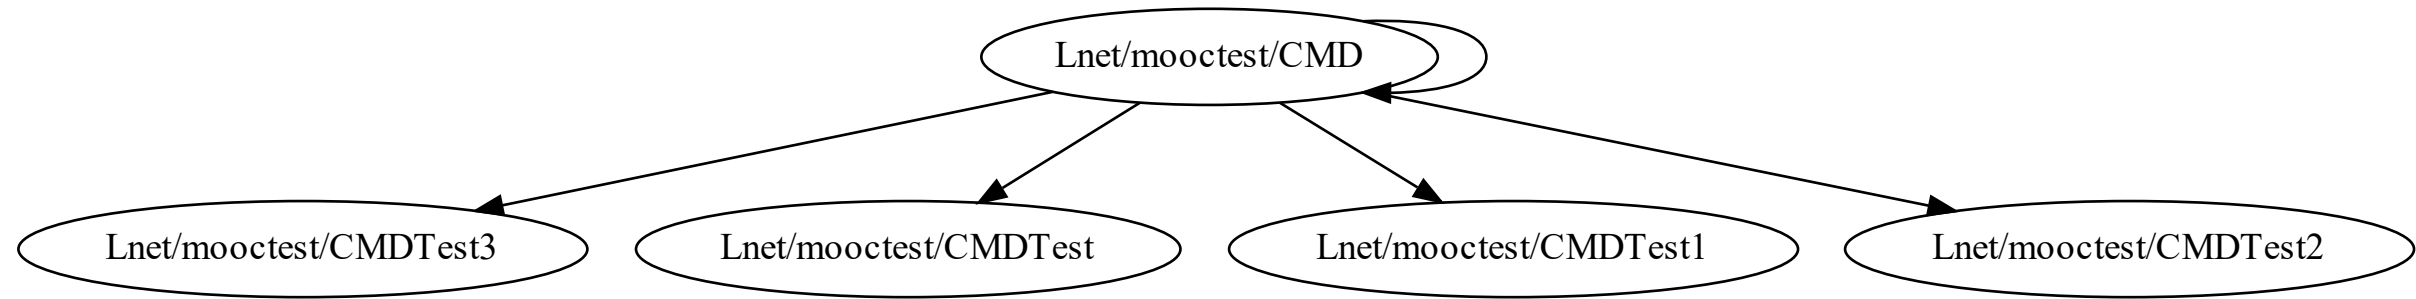 Lnet/mooctest/CMD
Lnet/mooctest/CMDTest3
Lnet/mooctest/CMDTest
Lnet/mooctest/CMDTest1
Lnet/mooctest/CMDTest2